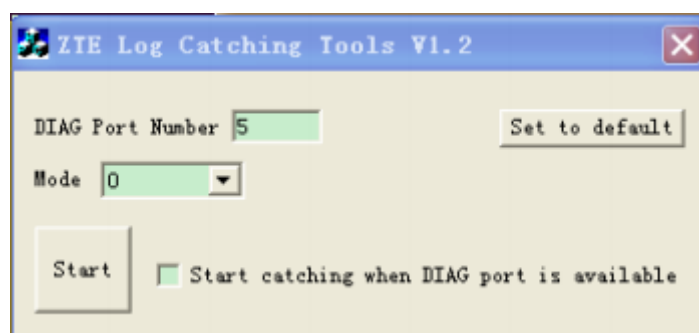 ZTE Log Catching Tools V1.2
DIAG Port Number 5 Set to default
Mode 0
Start Start catching when DIAG port is available